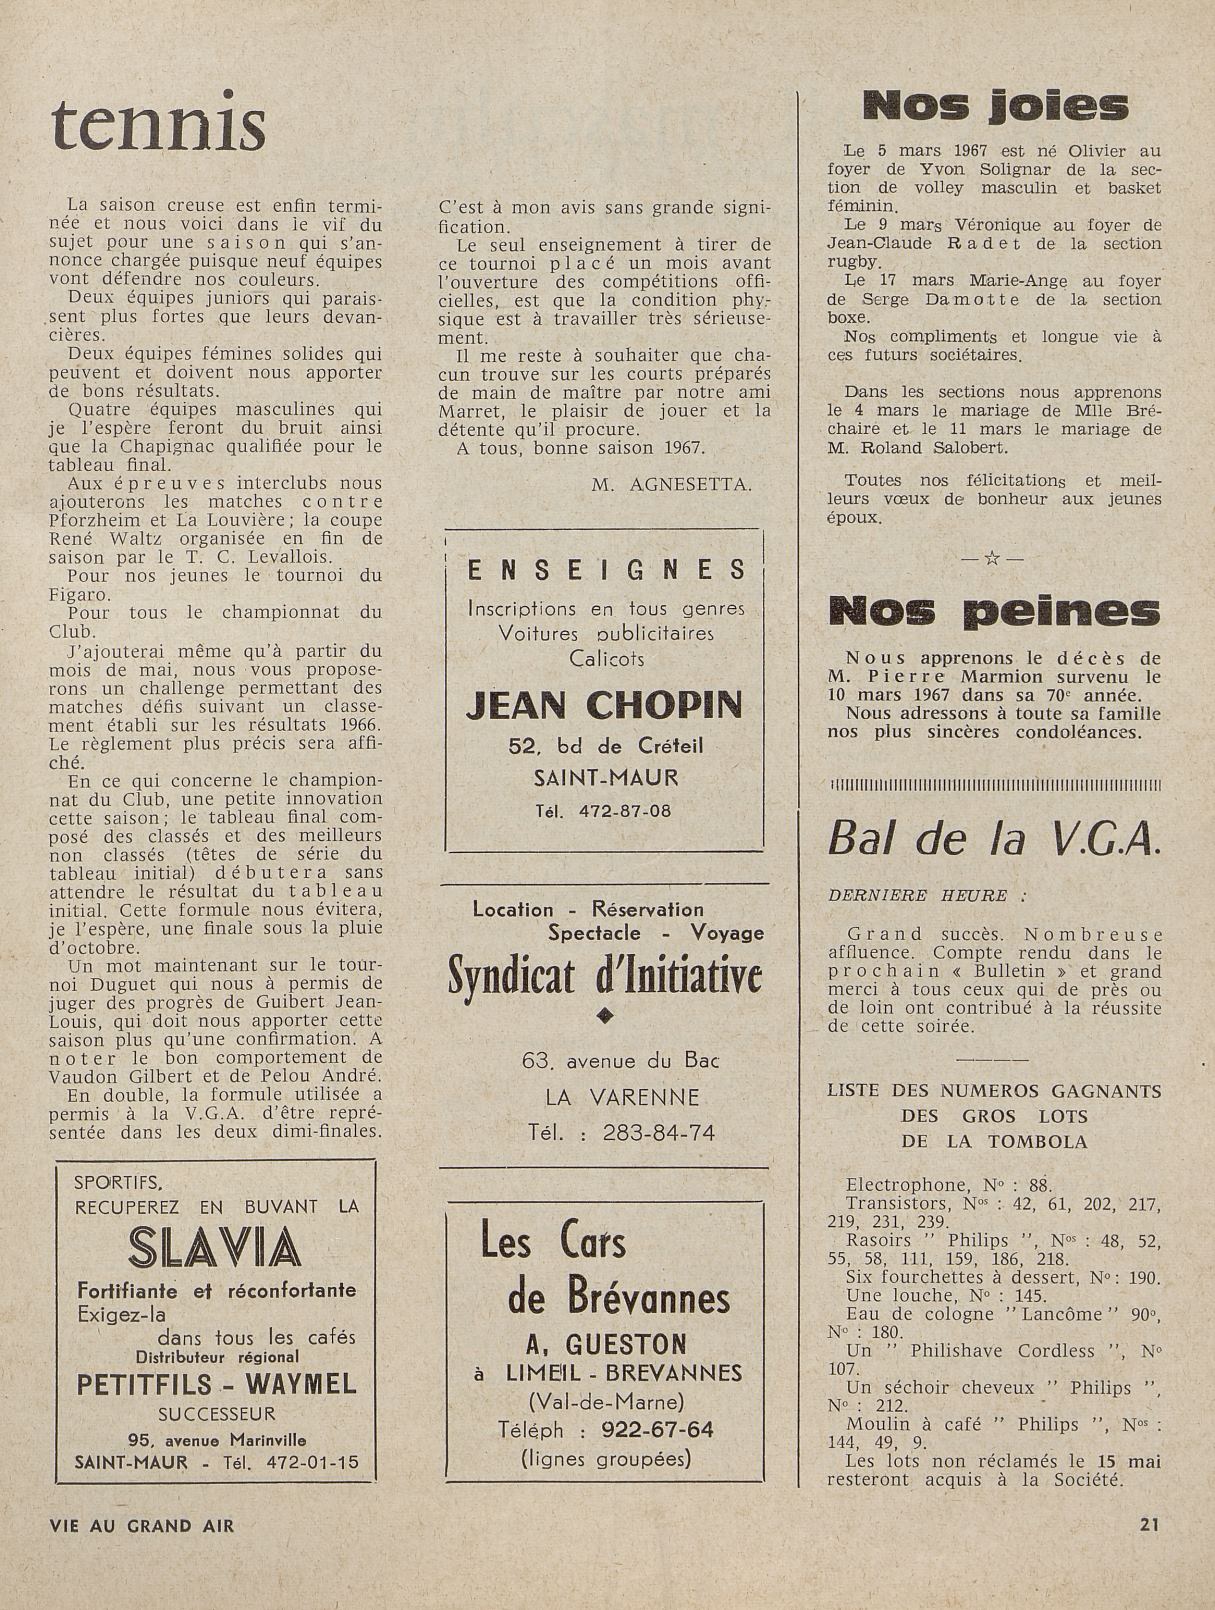 tennis
La saison creuse est enfin termi-
née et nous voici dans le vif du
sujet pour une saison qui s'an-
nonce chargée puisque neuf équipes
vont défendre nos couleurs.
Deux équipes juniors qui parais-
sent plus fortes que leurs devan-
cières.
Deux équipes fémines solides qui
peuvent et doivent nous apporter
de bons résultats.
Quatre équipes masculines qui
je l'espère feront du bruit ainsi
que la Chapignac qualifiée pour le
tableau final.
Aux épreuves interclubs nous
ajouterons les matches contre
Pforzheim et La Louvière; la coupe
René Waltz organisée en fin de
saison par le T. C. Levallois.
Pour nos jeunes le tournoi du
Figaro.
Pour tous le championnat du
Club.
J'ajouterai même qu'à partir du
mois de mai, nous vous propose-
rons un challenge permettant des
matches défis suivant un classe-
ment établi sur les résultats 1966.
Le règlement plus précis sera affi-
ché.
En ce qui concerne le champion-
nat du Club, une petite innovation
cette saison; le tableau final com-
posé des classés et des meilleurs
non classés (têtes de série du
tableau initial) débutera sans
attendre le résultat du tableau
initial. Cette formule nous évitera,
je l'espère, une finale sous la pluie
d'octobre.
Un mot maintenant sur le tour-
noi Duguet qui nous à permis de
juger des progrès de Guibert Jean-
Louis, qui doit nous apporter cette
saison plus qu'une confirmation. A
noter le bon comportement de
Vaudon Gilbert et de Pelou André.
En double, la formule utilisée a
permis à la V.G.A. d'être repré-
sentée dans les deux dimi-finales.
SPORTIFS,
RECUPEREZ EN BUVANT LA
SLAVIA
Fortifiante et réconfortante
Exigez-la
dans tous les cafés
Distributeur régional
PETITFILS - WAYMEL
SUCCESSEUR
95, avenue Marinville
SAINT-MAUR - Tél. 472-01-15
C'est à mon avis sans grande signi-
fication.
Le seul enseignement à tirer de
ce tournoi placé un mois avant
l'ouverture des compétitions offi-
cielles, est que la condition phy-
sique est à travailler très sérieuse-
ment.
Il me reste à souhaiter que cha-
cun trouve sur les courts préparés
de main de maître par notre ami
Marret, le plaisir de jouer et la
détente qu'il procure.
A tous, bonne saison 1967.
M. AGNESETTA.
ENSEIGNES
Inscriptions en tous genres
Voitures publicitaires
Calicots
JEAN CHOPIN
52, bd de Créteil
SAINT-MAUR
Tél. 472-87-08
Location - Réservation
Spectacle - Voyage
Syndicat d'Initiative
63, avenue du Bac
LA VARENNE
Tél. : 283-84-74
Les Cars
de Brévannes
A. GUESTON
à LIMEIL - BREVANNES
(Val-de-Marne)
Téléph : 922-67-64
(lignes groupées)
Nos joies
Le 5 mars 1967 est né Olivier au
foyer de Yvon Solignar de la sec-
tion de volley masculin et basket
féminin.
Le 9 mars Véronique au foyer de
Jean-Claude Radet de la section
rugby.
Le 17 mars Marie-Ange au foyer
de Serge Damotte de la section
boxe.
Nos compliments et longue vie à
ces futurs sociétaires.
Dans les sections nous apprenons
le 4 mars le mariage de Mlle Bré-
chaire et le 11 mars le mariage de
M. Roland Salobert.
Toutes nos félicitations et meil-
leurs vœux de bonheur aux jeunes
époux.
—☆—
Nos peines
Nous apprenons le décès de
M. Pierre Marmion survenu le
10 mars 1967 dans sa 70e année.
Nous adressons à toute sa famille
nos plus sincères condoléances.
Bal de la V.G.A.
DERNIERE HEURE :
Grand succès. Nombreuse
affluence. Compte rendu dans le
prochain « Bulletin » et grand
merci à tous ceux qui de près ou
de loin ont contribué à la réussite
de cette soirée.
LISTE DES NUMEROS GAGNANTS
DES GROS LOTS
DE LA TOMBOLA
Electrophone, No : 88.
Transistors, Nos : 42, 61, 202, 217,
219, 231, 239.
Rasoirs " Philips ", Nos : 48, 52,
55, 58, 111, 159, 186, 218.
Six fourchettes à dessert, No : 190.
Une louche, No : 145.
Eau de cologne "Lancôme" 90o,
No : 180.
Un " Philishave Cordless ", No
107.
Un séchoir cheveux " Philips ",
No : 212.
Moulin à café " Philips ", Nos :
144, 49, 9.
Les lots non réclamés le 15 mai
resteront acquis à la Société.
VIE AU GRAND AIR
21